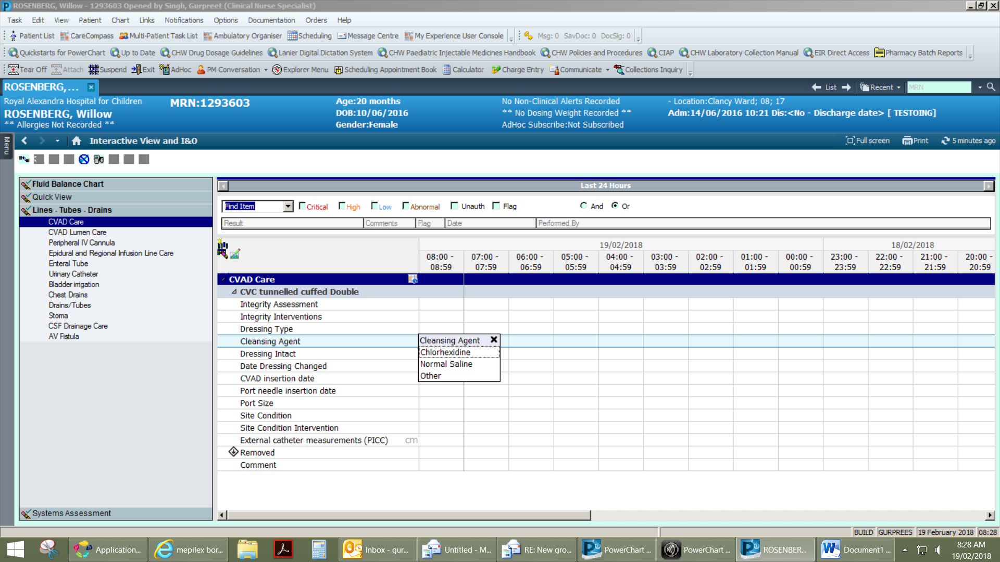 ROSENBERG, Willow - 1293603 Opened by Singh, Gurpreet (Clinical Nurse Specialist)
Task Edit View Patient Chart Links Notifications Options Documentation Orders Help
Patient List CareCompass Multi-Patient Task List Ambulatory Organiser Scheduling Message Centre My Experience User Console Msg: 0 SavDoc: 0 DocSig: 0
Quickstarts for PowerChart Up to Date CHW Drug Dosage Guidelines Lanier Digital Dictation System CHW Paediatric Injectable Medicines Handbook CHW Policies and Procedures CIAP CHW Laboratory Collection Manual EIR Direct Access Pharmacy Batch Reports
Tear Off Attach Suspend Exit AdHoc PM Conversation Explorer Menu Scheduling Appointment Book Calculator Charge Entry Communicate Collections Inquiry
ROSENBERG,... List Recent MRN
Royal Alexandra Hospital for Children MRN:1293603 Age:20 months No Non-Clinical Alerts Recorded - Location:Clancy Ward; 08; 17
ROSENBERG, Willow DOB:10/06/2016 ** No Dosing Weight Recorded ** Adm:14/06/2016 10:21 Dis:<No - Discharge date> [ TESTOING]
** Allergies Not Recorded ** Gender:Female AdHoc Subscribe:Not Subscribed
Menu
Interactive View and I&O Full screen Print 5 minutes ago
Fluid Balance Chart
Quick View
Lines - Tubes - Drains
CVAD Care
CVAD Lumen Care
Peripheral IV Cannula
Epidural and Regional Infusion Line Care
Enteral Tube
Urinary Catheter
Bladder irrigation
Chest Drains
Drains/Tubes
Stoma
CSF Drainage Care
AV Fistula
Systems Assessment
Last 24 Hours
Find Item Critical High Low Abnormal Unauth Flag And Or
Result Comments Flag Date Performed By
19/02/2018 18/02/2018
08:00 - 07:00 - 06:00 - 05:00 - 04:00 - 03:00 - 02:00 - 01:00 - 00:00 - 23:00 - 22:00 - 21:00 - 20:00 -
08:59 07:59 06:59 05:59 04:59 03:59 02:59 01:59 00:59 23:59 22:59 21:59 20:59
CVAD Care
CVC tunnelled cuffed Double
Integrity Assessment
Integrity Interventions
Dressing Type
Cleansing Agent
Dressing Intact
Date Dressing Changed
CVAD insertion date
Port needle insertion date
Port Size
Site Condition
Site Condition Intervention
External catheter measurements (PICC) cm
Removed
Comment
Cleansing Agent
Chlorhexidine
Normal Saline
Other
BUILD GURPREES 19 February 2018 08:28
Application... mepilex bor... Inbox - gur... Untitled - M... RE: New gro... PowerChart ... PowerChart ... ROSENBER... Document1 ... 8:28 AM
19/02/2018